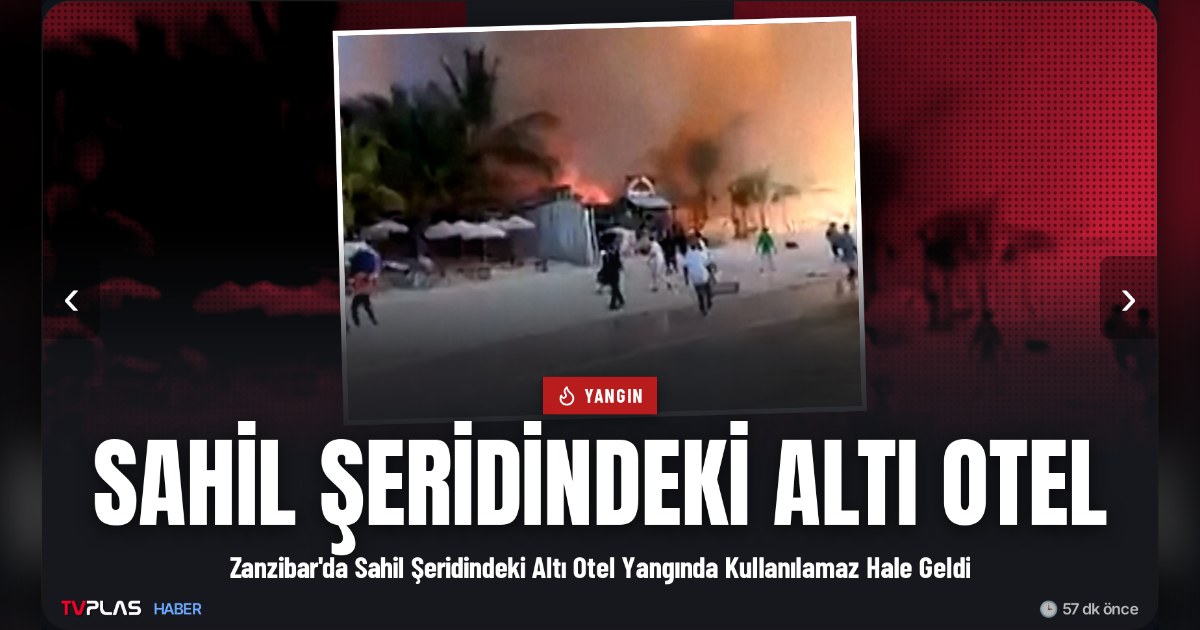 YANGIN
SAHİL ŞERİDİNDEKİ ALTI OTEL
Zanzibar'da Sahil Şeridindeki Altı Otel Yangında Kullanılamaz Hale Geldi
TVPLAS HABER
57 dk önce